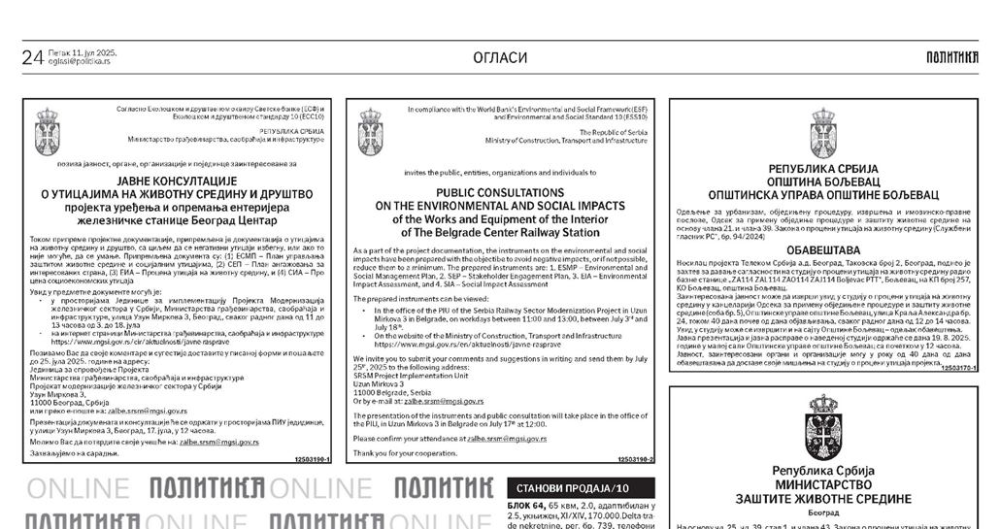 24
Петак 11. јул 2025.
oglasi@politika.rs
ОГЛАСИ
ПОЛИТИКА
Сагласно Еколошком и друштвеном оквиру Светске банке (ЕСФ) и
Еколошком и друштвеном стандарду 10 (ЕСС10)
РЕПУБЛИКА СРБИЈА
Министарство грађевинарства, саобраћаја и инфраструктуре
позива јавност, органе, организације и појединце заинтересоване за
ЈАВНЕ КОНСУЛТАЦИЈЕ
О УТИЦАЈИМА НА ЖИВОТНУ СРЕДИНУ И ДРУШТВО
пројекта уређења и опремања ентеријера
железничке станице Београд Центар
Током припреме пројектне документације, припремљена је документација о утицајима
на животну средину и друштво, са циљем да се негативни утицаји избегну, или ако то
није могуће, да се умање. Припремљена документа су: (1) ЕСМП – План управљања
заштитом животне средине и социјалним утицајима, (2) СЕП – План ангажовања за
интересованих страна, (3) ЕИА – Процена утицаја на животну средину, и (4) СИА – Про
цена социоекономских утицаја
Увид у предметне документе могућ је:
• у просторијама Јединице за имплементацију Пројекта Модернизација
железничког сектора у Србији, Министарства грађевинарства, саобраћаја и
инфраструктуре, улица Узун Миркова 3, Београд, сваког радног дана од 11 до
13 часова од 3. до 18. јула
• на интернет страници Министарства грађевинарства, саобраћаја и инфраструктуре
https://www.mgsi.gov.rs/cir/aktuelnosti/javne-rasprave
Позивамо Вас да своје коментаре и сугестије доставите у писаној форми и пошаљете
до 25. јула 2025. године на адресу:
Јединица за спровођење Пројекта
Министарства грађевинарства, саобраћаја и инфраструктуре
Пројекат модернизације железничког сектора у Србији
Узун Миркова 3,
11000 Београд, Србија
или преко е-поште на: zalbe.srsm@mgsi.gov.rs
Презентација докумената и консултације ће се одржати у просторијама ПИУ јединице,
у улици Узун Миркова 3, Београд, 17. јула, у 12 часова.
Молимо Вас да потврдите своје учешће на: zalbe.srsm@mgsi.gov.rs
Захваљујемо на сарадњи.
12503190-1
In compliance with the World Bank's Environmental and Social Framework (ESF)
and Environmental and Social Standard 10 (ESS10)
The Republic of Serbia
Ministry of Construction, Transport and Infrastructure
invites the public, entities, organizations and individuals to
PUBLIC CONSULTATIONS
ON THE ENVIRONMENTAL AND SOCIAL IMPACTS
of the Works and Equipment of the Interior
of The Belgrade Center Railway Station
As a part of the project documentation, the instruments on the environmental and social
impacts have been prepared with the objectibe to avoid negative impacts, or if not possible,
reduce them to a minimum. The prepared instruments are: 1. ESMP – Environmental and
Social Management Plan, 2. SEP – Stakeholder Engagement Plan, 3. EIA – Environmental
Impact Assessment, and 4. SIA – Social Impact Assessment
The prepared instruments can be viewed:
• In the office of the PIU of the Serbia Railway Sector Modernization Project in Uzun
Mirkova 3 in Belgrade, on workdays between 11:00 and 13:00, between July 3rd and
July 18th.
• On the website of the Ministry of Construction, Transport and Infrastructure
https://www.mgsi.gov.rs/en/aktuelnosti/javne-rasprave
We invite you to submit your comments and suggestions in writing and send them by July
25th, 2025 to the following address:
SRSM Project Implementation Unit
Uzun Mirkova 3
11000 Belgrade, Serbia
Or by e-mail at: zalbe.srsm@mgsi.gov.rs
The presentation of the instruments and public consultation will take place in the office of
the PIU, in Uzun Mirkova 3 in Belgrade on July 17th at 12:00.
Please confirm your attendance at zalbe.srsm@mgsi.gov.rs
Thank you for your cooperation.
12503190-2
РЕПУБЛИКА СРБИЈА
ОПШТИНА БОЉЕВАЦ
ОПШТИНСКА УПРАВА ОПШТИНЕ БОЉЕВАЦ
Одељење за урбанизам, обједињену процедуру, извршења и имовинско-правне
послове, Одсек за примену обједињене процедуре и заштиту животне средине на
основу члана 21. и члана 39. Закона о процени утицаја на животну средину (Службени
гласник РС", бр. 94/2024)
ОБАВЕШТАВА
Носилац пројекта Телеком Србија а.д. Београд, Таковска број 2, Београд, поднео је
захтев за давање сагласности на студију о процени утицаја на животну средину радио
базне станице „ZA114 ZAL114 ZAO114 ZAJ114 Boljevac PTT", Бољевац, на КП број 257,
КО Бољевац, општина Бољевац.
Заинтересована јавност може да изврши увид у студију о процени утицаја на животну
средину у канцеларији Одсека за примену обједињене процедуре и заштиту животне
средине (соба бр. 5), Општинске управе општине Бољевац, улица Краља Александра бр.
24, током 40 дана почев од дана објављивања, сваког радног дана од 12 до 14 часова.
Увид у студију може се извршити и на сајту Општине Бољевац – одељак обавештења.
Јавна презентација и јавна расправа о наведеној студији одржаће се дана 19. 8. 2025.
године у малој сали Општинске управе општине Бољевац са почетком у 12 часова.
Јавност, заинтересовани органи и организације могу у року од 40 дана од дана
обавештавања да доставе своје мишљења на студију о процени утицаја пројекта.
12503170-1
Република Србија
МИНИСТАРСТВО
ЗАШТИТЕ ЖИВОТНЕ СРЕДИНЕ
Београд
На основу чл. 25. и чл. 39. став 1. и члана 43. Закона о процени утицаја на животну
ONLINE ПОЛИТИКА ONLINE ПОЛИТИК
ПОЛИТИКА ONLINE ПОЛИТИКА ONLINE
СТАНОВИ ПРОДАЈА/10
БЛОК 64, 65 квм, 2.0, адаптибилан у
2.5, укњижен, XI/XIV, 170.000. Delta tra-
de nekretnine, рег. бр. 739, телефони